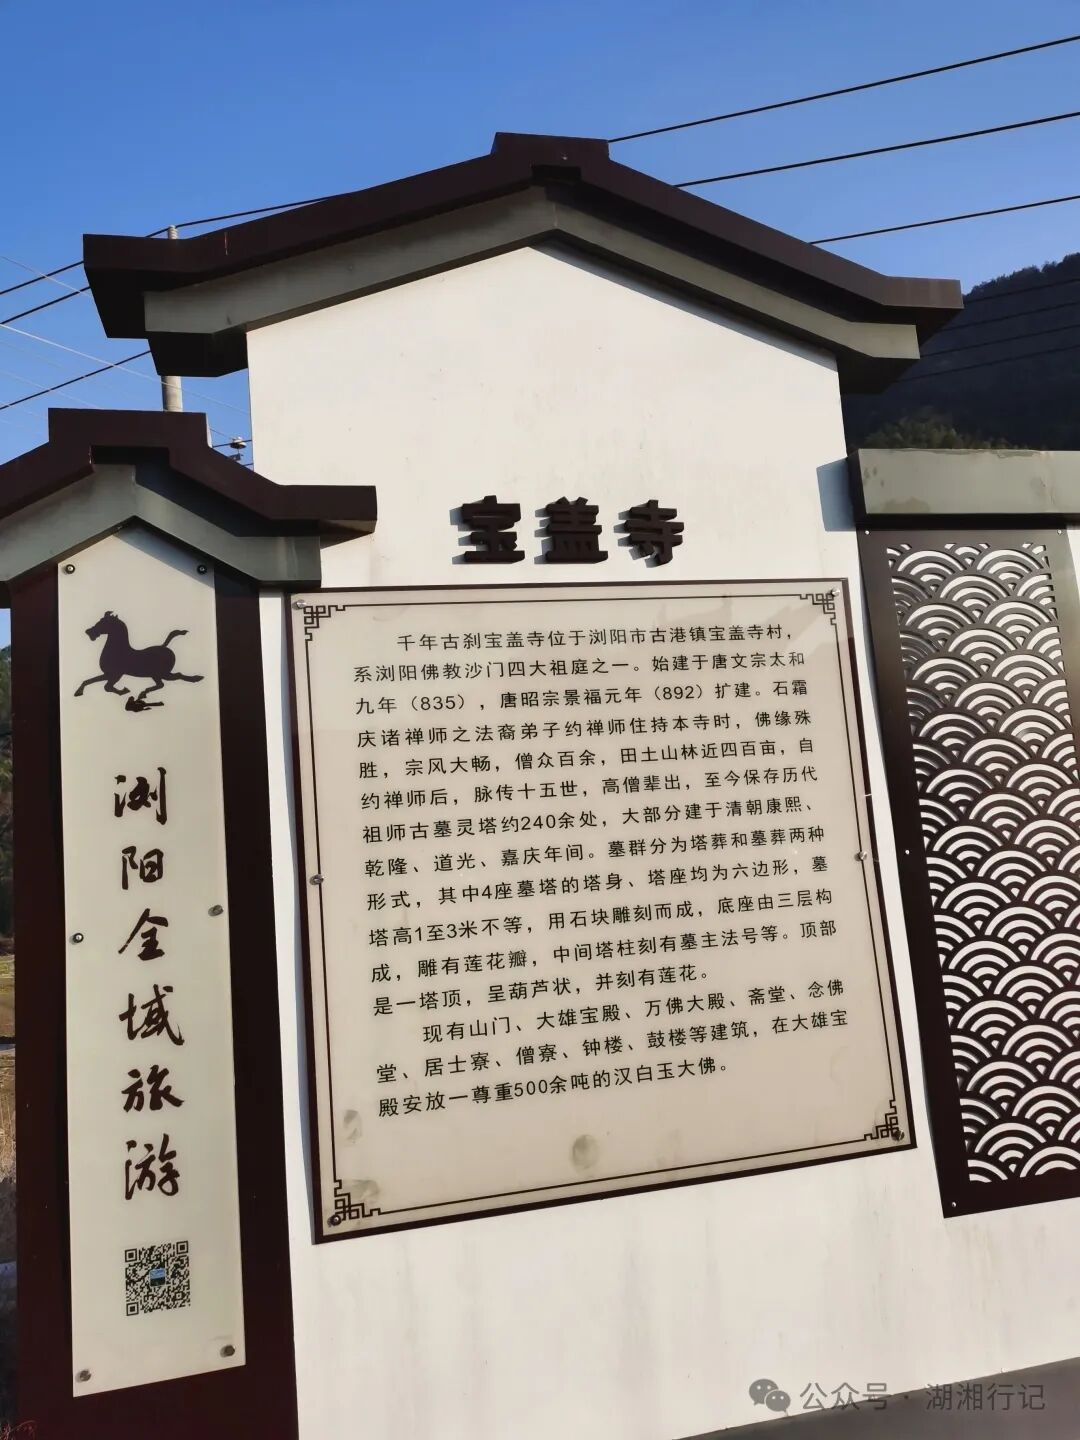 宝盖寺
千年古刹宝盖寺位于浏阳市古港镇宝盖寺村，
系浏阳佛教沙门四大祖庭之一。始建于唐文宗太和
九年（835），唐昭宗景福元年（892）扩建。石霜
庆诸禅师之法裔弟子约禅师住持本寺时，佛缘殊
胜，宗风大畅，僧众百余，田土山林近四百亩，自
约禅师后，脉传十五世，高僧辈出，至今保存历代
祖师古墓灵塔约240余处，大部分建于清朝康熙、
乾隆、道光、嘉庆年间。墓群分为塔葬和墓葬两种
形式，其中4座墓塔的塔身、塔座均为六边形，墓
塔高1至3米不等，用石块雕刻而成，底座由三层构
成，雕有莲花瓣，中间塔柱刻有墓主法号等。顶部
是一塔顶，呈葫芦状，并刻有莲花。
现有山门、大雄宝殿、万佛大殿、斋堂、念佛
堂、居士寮、僧寮、钟楼、鼓楼等建筑，在大雄宝
殿安放一尊重500余吨的汉白玉大佛。
浏阳全域旅游
公众号·湖湘行记